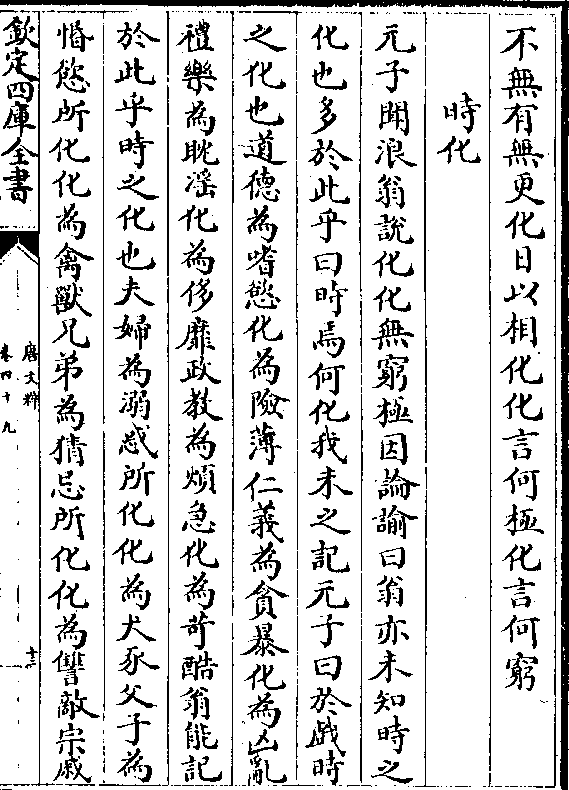 不無有無更化日以相化化言何極化言何窮
時化
元子聞浪翁說化化無窮極因論諭曰翁亦未知時之
化也多於此乎曰時焉何化我未之記元子曰於戲時
之化也道德為嗜慾化為險薄仁義為貪暴化為凶亂
禮樂為耽滛化為侈靡政教為煩急化為苛酷翁能記
於此乎時之化也夫婦為溺惑所化化為犬豕父子為
惛慾所化化為禽獸兄弟為猜忌所化化為讐敵宗戚
欽定四庫全書
唐文粹
卷四十九
十三